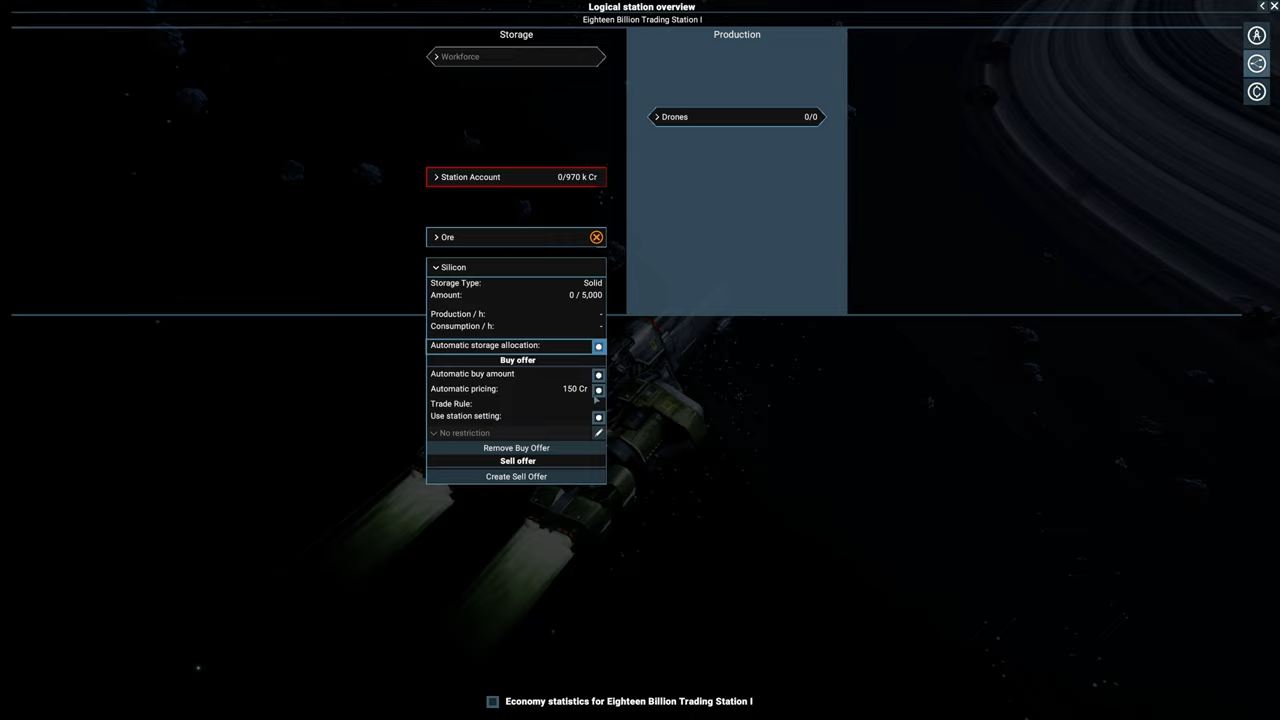 Logical station overview
Eighteen Billion Trading Station I
Storage
Production
Workforce
Drones 0/0
Station Account 0/970 k Cr
Ore
Silicon
Storage Type: Solid
Amount: 0 / 5,000
Production / h: -
Consumption / h: -
Automatic storage allocation:
Buy offer
Automatic buy amount
Automatic pricing: 150 Cr
Trade Rule:
Use station setting:
No restriction
Remove Buy Offer
Sell offer
Create Sell Offer
Economy statistics for Eighteen Billion Trading Station I